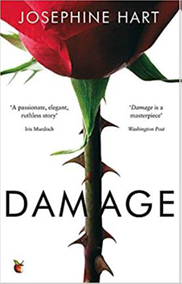 JOSEPHINE HART
'A passionate, elegant,
ruthless story'
Iris Murdoch
'Damage is a
masterpiece'
Washington Post
DAMAGE